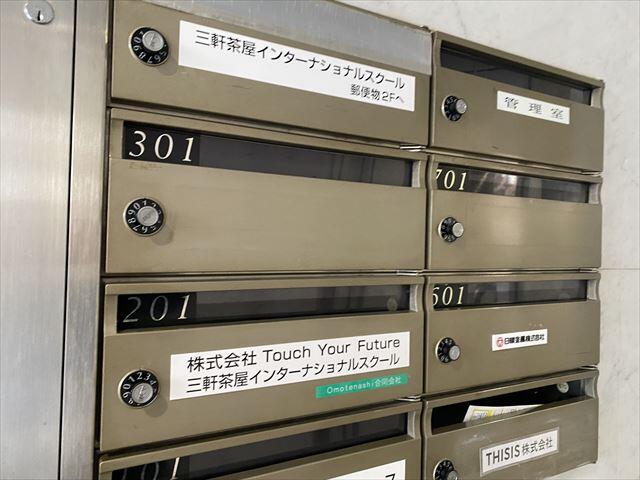 三軒茶屋インターナショナルスクール
郵便物2Fへ
管理室
301
701
201
株式会社 Touch Your Future
三軒茶屋インターナショナルスクール
Omotenashi合同会社
601
THISIS株式会社